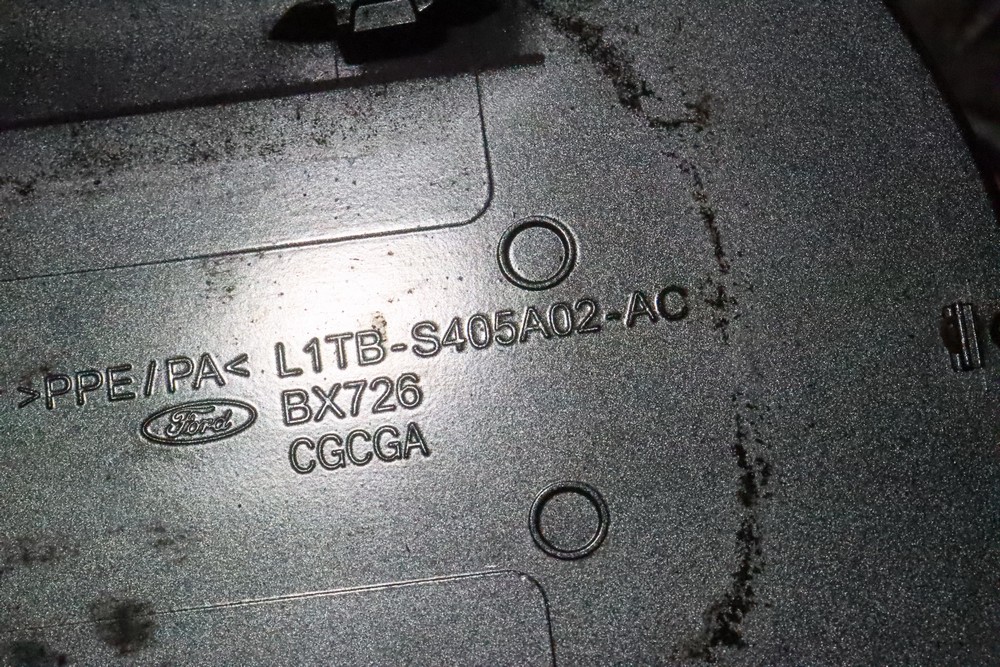 >PPE/PA< L1TB-S405A02-AC
Ford BX726
CGCGA